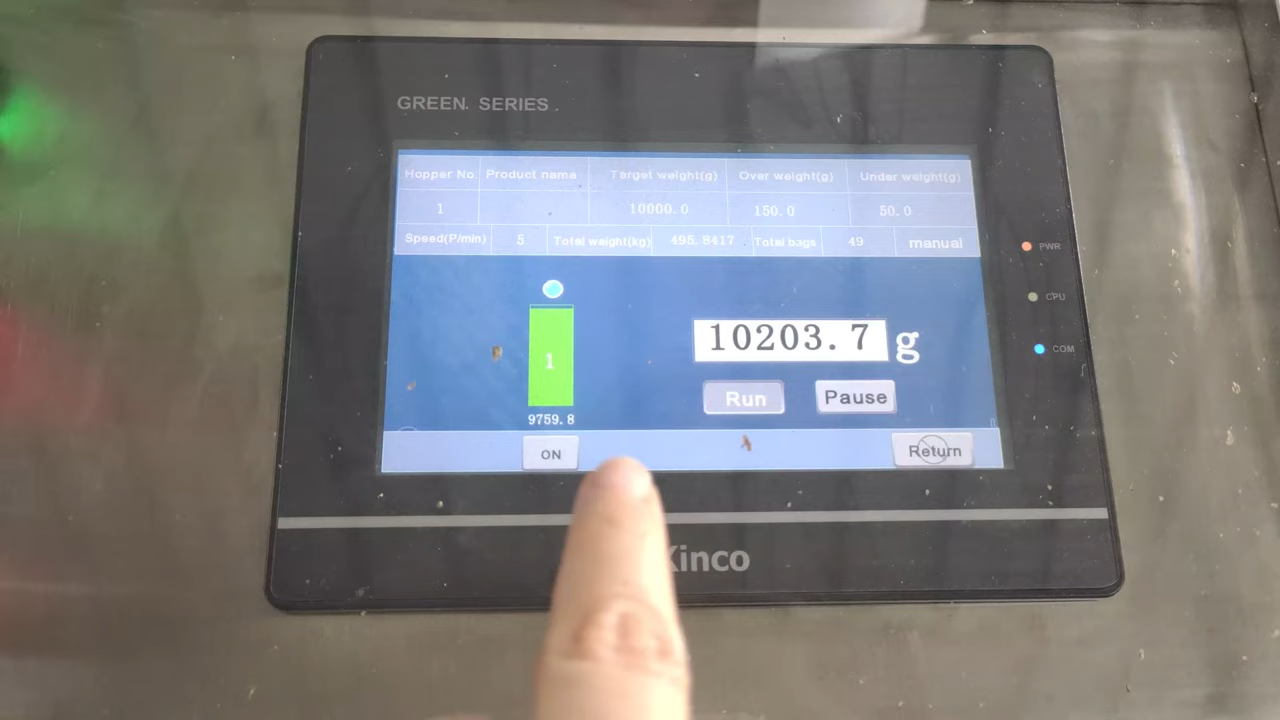 GREEN SERIES
Hopper No Product name Target weight(g) Over weight(g) Under weight(g)
1 10000.0 150.0 50.0
Speed(P/min) 5 Total weight(kg) 495.8417 Total bags 49 manual
PWR
CPU
COM
10203.7 g
1
Run Pause
9759.8
ON Return
Kinco